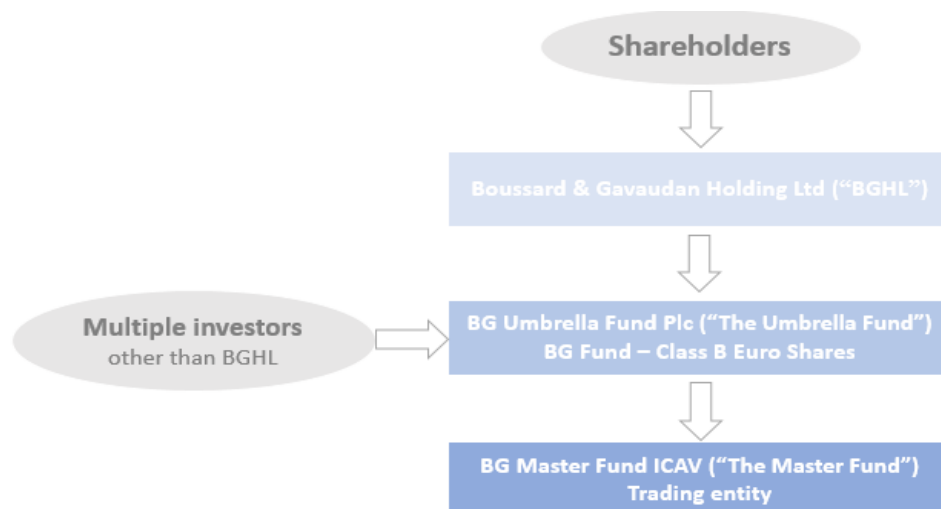 Shareholders
Boussard & Gavaudan Holding Ltd (“BGHL”)
Multiple investors
other than BGHL
BG Umbrella Fund Plc (“The Umbrella Fund”)
BG Fund – Class B Euro Shares
BG Master Fund ICAV (“The Master Fund”)
Trading entity